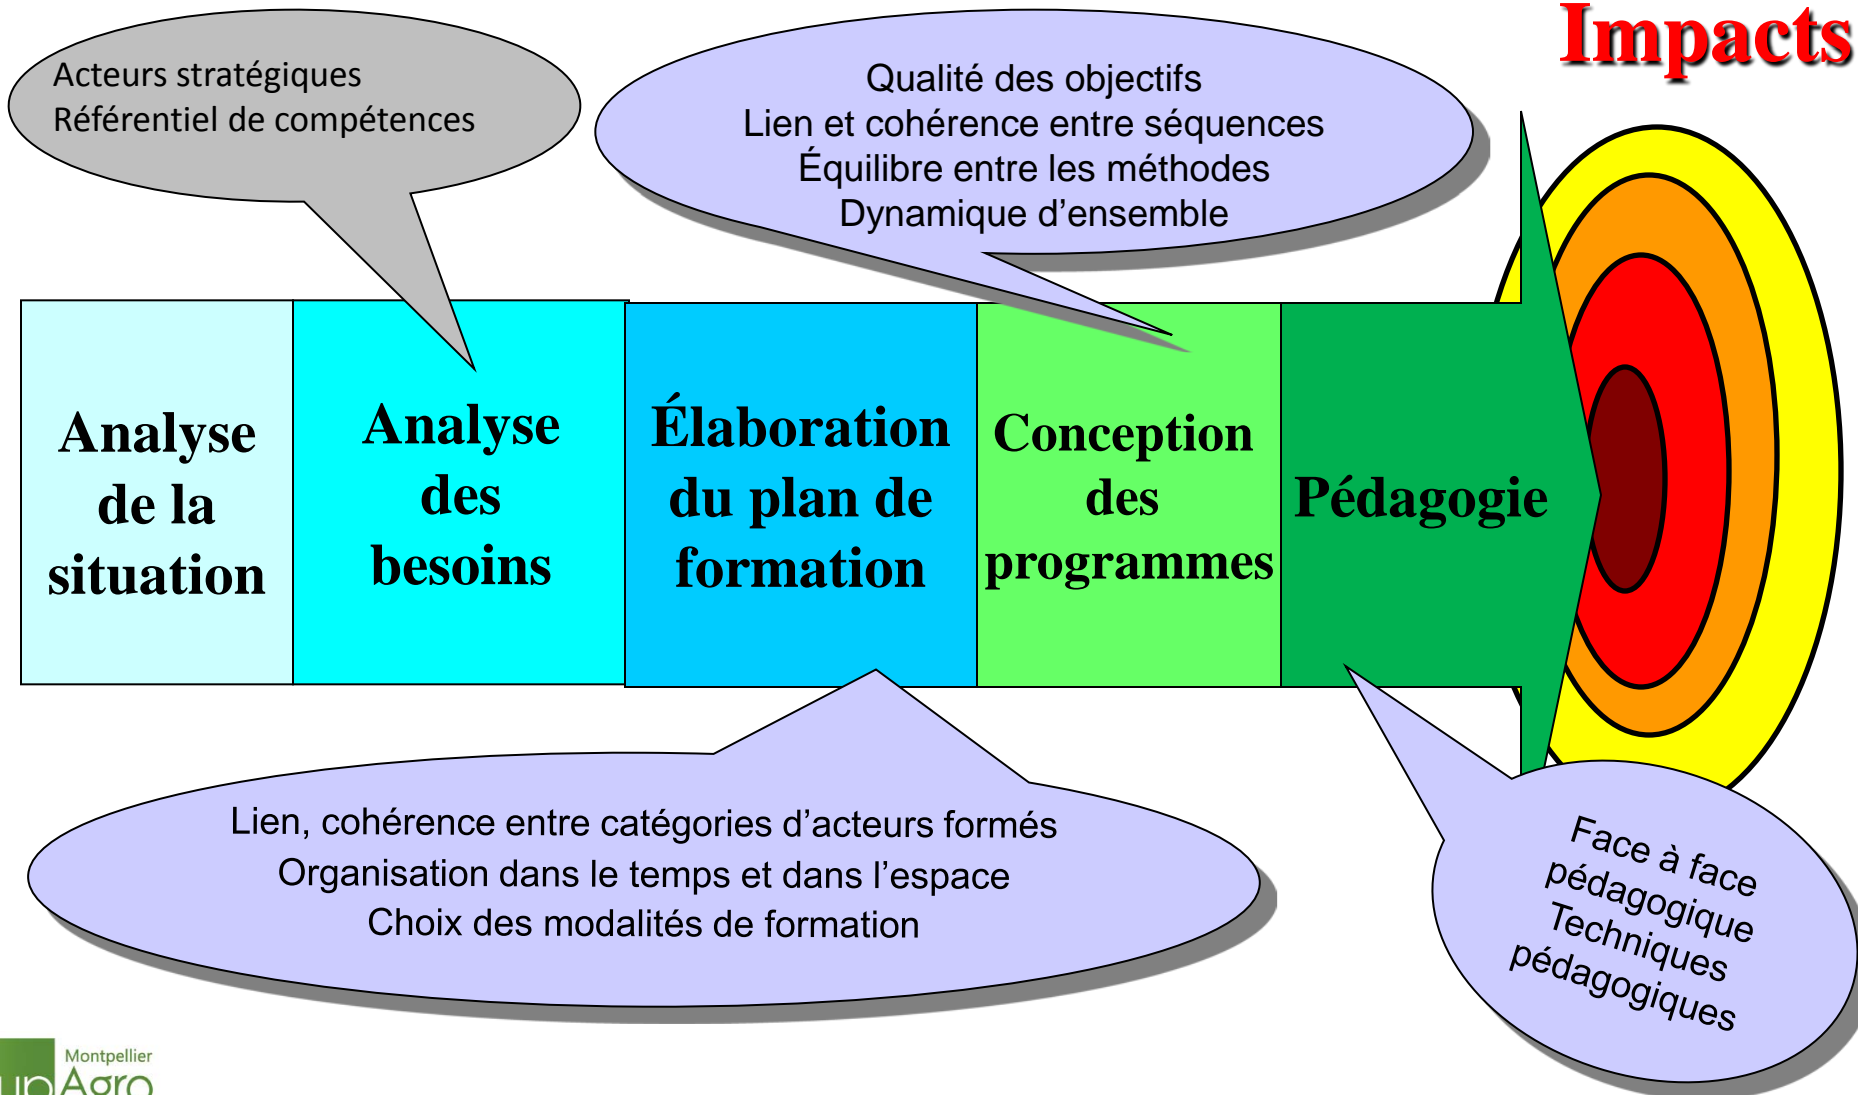 Impacts
Acteurs stratégiques
Référentiel de compétences
Qualité des objectifs
Lien et cohérence entre séquences
Équilibre entre les méthodes
Dynamique d’ensemble
Analyse
de la
situation
Analyse
des
besoins
Élaboration
du plan de
formation
Conception
des
programmes
Pédagogie
Lien, cohérence entre catégories d’acteurs formés
Organisation dans le temps et dans l’espace
Choix des modalités de formation
Face à face
pédagogique
Techniques
pédagogiques
Montpellier
upAgro